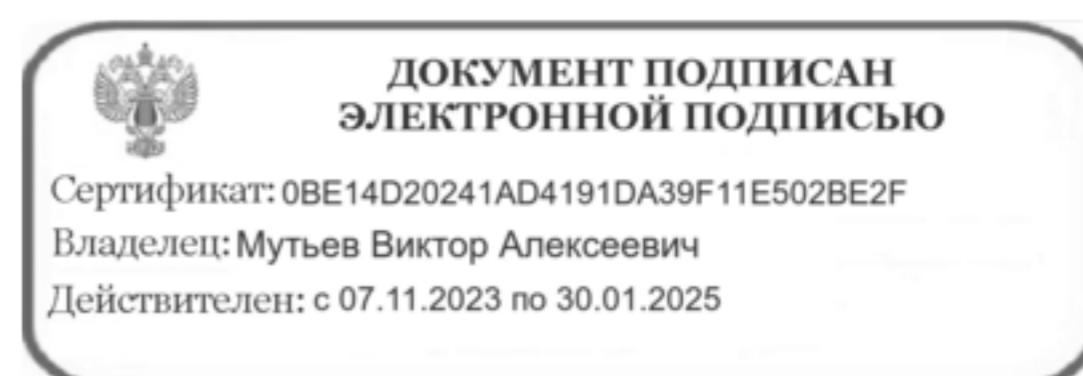 ДОКУМЕНТ ПОДПИСАН
ЭЛЕКТРОННОЙ ПОДПИСЬЮ
Сертификат: 0BE14D20241AD4191DA39F11E502BE2F
Владелец: Мутьев Виктор Алексеевич
Действителен: с 07.11.2023 по 30.01.2025